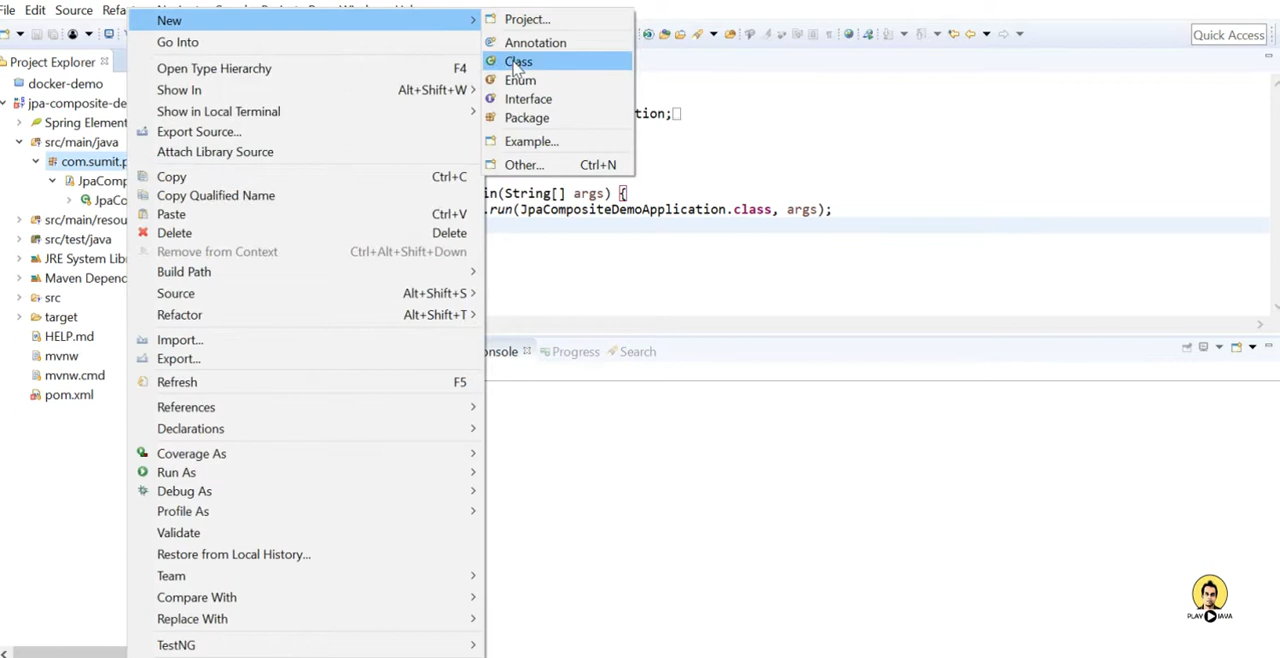 File Edit Source Refa
Quick Access
Project Explorer
docker-demo
jpa-composite-de
Spring Element
src/main/java
com.sumit.p
JpaComp
JpaCo
src/main/resou
src/test/java
JRE System Lib
Maven Depend
src
target
HELP.md
mvnw
mvnw.cmd
pom.xml
New
Go Into
Open Type Hierarchy F4
Show In Alt+Shift+W
Show in Local Terminal
Export Source...
Attach Library Source
Copy Ctrl+C
Copy Qualified Name
Paste Ctrl+V
Delete Delete
Remove from Context Ctrl+Alt+Shift+Down
Build Path
Source Alt+Shift+S
Refactor Alt+Shift+T
Import...
Export...
Refresh F5
References
Declarations
Coverage As
Run As
Debug As
Profile As
Validate
Restore from Local History...
Team
Compare With
Replace With
TestNG
Project...
Annotation
Class
Enum
Interface
Package
Example...
Other... Ctrl+N
tion;
in(String[] args) {
.run(JpaCompositeDemoApplication.class, args);
onsole Progress Search
PLAY JAVA